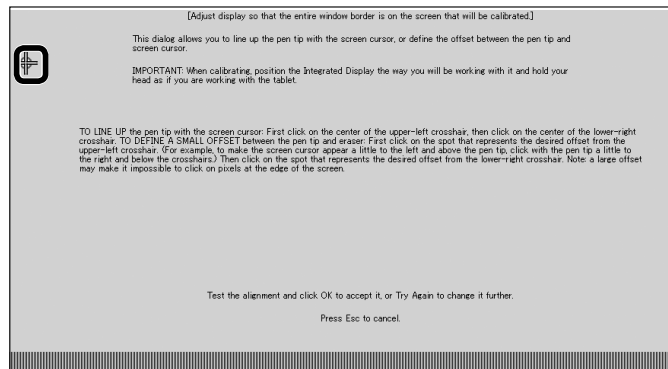 [Adjust display so that the entire window border is on the screen that will be calibrated.]
This dialog allows you to line up the pen tip with the screen cursor, or define the offset between the pen tip and
screen cursor.
IMPORTANT: When calibrating, position the Integrated Display the way you will be working with it and hold your
head as if you are working with the tablet.
TO LINE UP the pen tip with the screen cursor: First click on the center of the upper-left crosshair, then click on the center of the lower-right
crosshair. TO DEFINE A SMALL OFFSET between the pen tip and eraser: First click on the spot that represents the desired offset from the
upper-left crosshair. (For example, to make the screen cursor appear a little to the left and above the pen tip, click with the pen tip a little to
the right and below the crosshairs.) Then click on the spot that represents the desired offset from the lower-right crosshair. Note: a large offset
may make it impossible to click on pixels at the edge of the screen.
Test the alignment and click OK to accept it, or Try Again to change it further.
Press Esc to cancel.